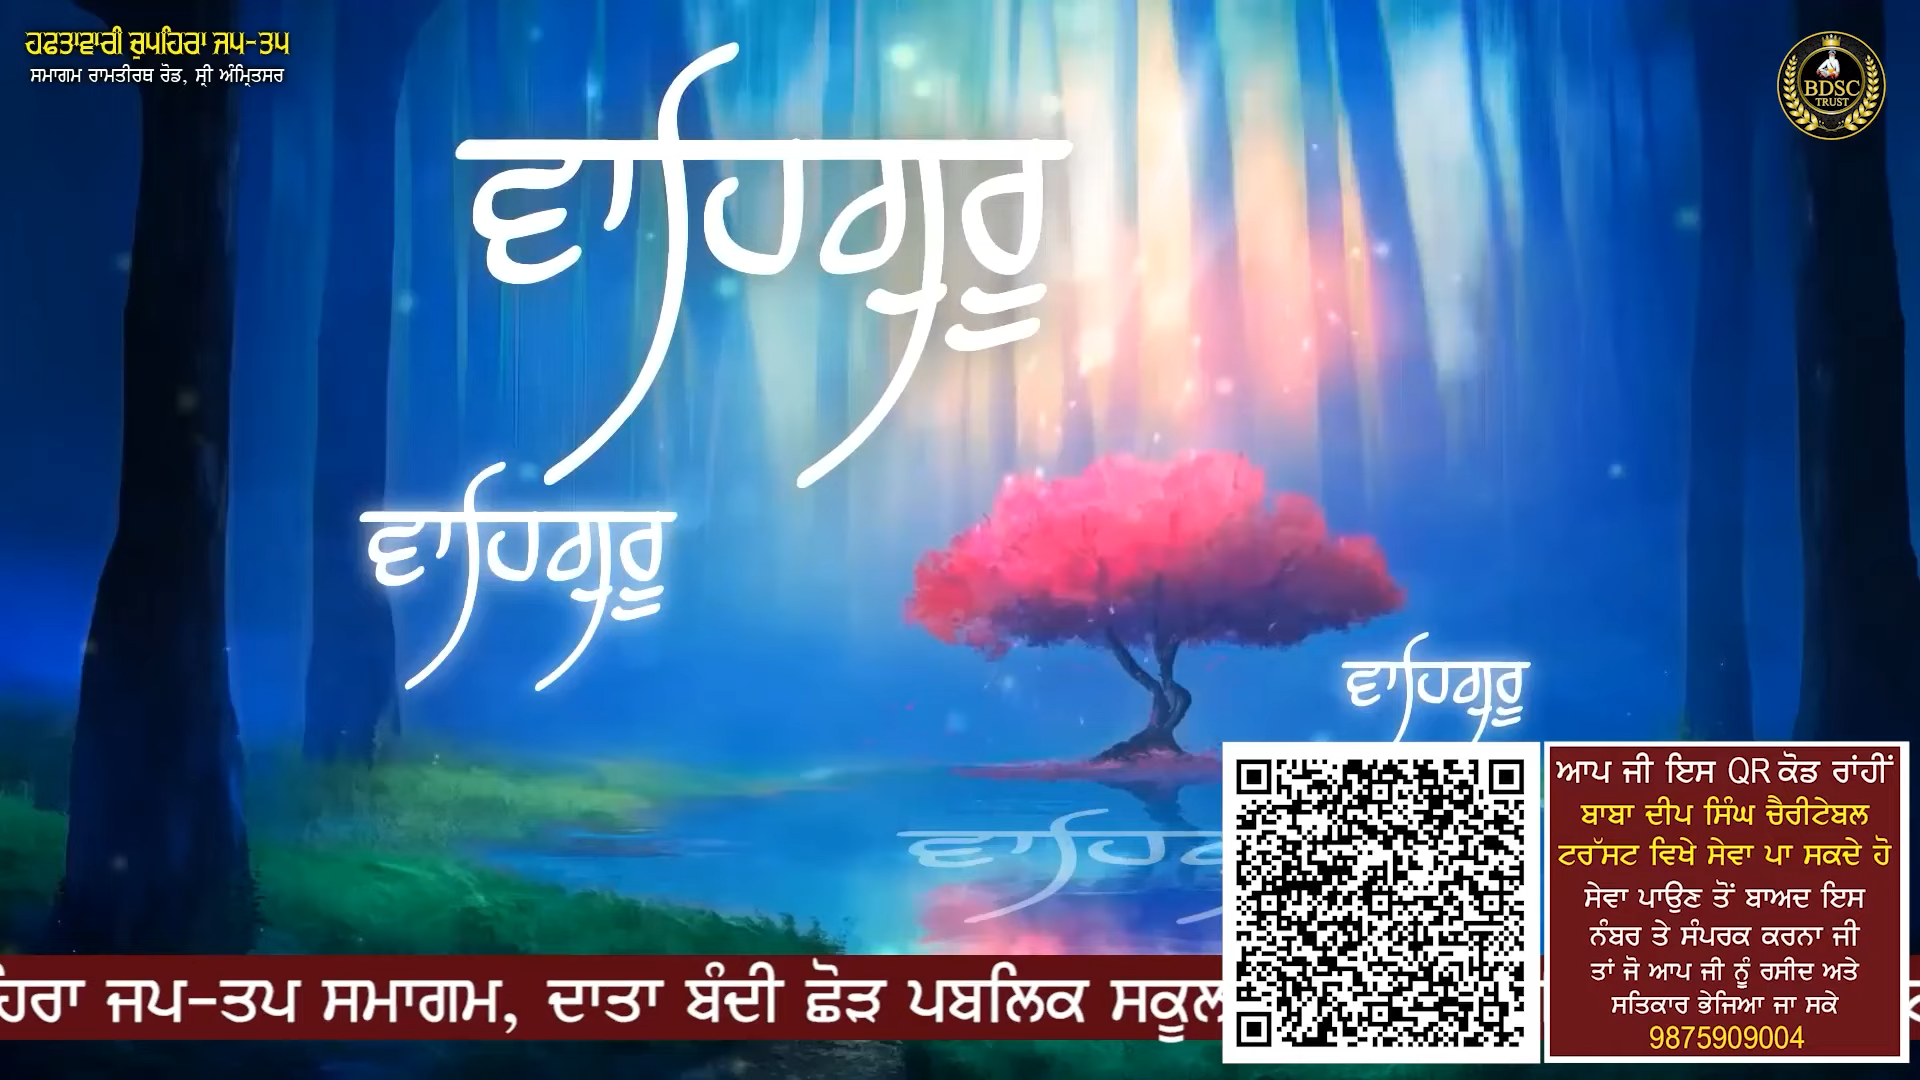 ਹਫਤਾਵਾਰੀ ਚੁਪਹਿਰਾ ਜਪ-ਤਪ
ਸਮਾਗਮ ਰਾਮਤੀਰਥ ਰੋਡ, ਸ੍ਰੀ ਅੰਮ੍ਰਿਤਸਰ
BDSC
TRUST
ਵਾਹਿਗੁਰੂ
ਵਾਹਿਗੁਰੂ
ਵਾਹਿਗੁਰੂ
ਆਪ ਜੀ ਇਸ QR ਕੋਡ ਰਾਂਹੀਂ
ਬਾਬਾ ਦੀਪ ਸਿੰਘ ਚੈਰੀਟੇਬਲ
ਟਰੱਸਟ ਵਿਖੇ ਸੇਵਾ ਪਾ ਸਕਦੇ ਹੋ
ਸੇਵਾ ਪਾਉਣ ਤੋਂ ਬਾਅਦ ਇਸ
ਨੰਬਰ ਤੇ ਸੰਪਰਕ ਕਰਨਾ ਜੀ
ਤਾਂ ਜੋ ਆਪ ਜੀ ਨੂੰ ਰਸੀਦ ਅਤੇ
ਸਤਿਕਾਰ ਭੇਜਿਆ ਜਾ ਸਕੇ
9875909004
ਹਿਰਾ ਜਪ-ਤਪ ਸਮਾਗਮ, ਦਾਤਾ ਬੰਦੀ ਛੋੜ ਪਬਲਿਕ ਸਕੂਲ